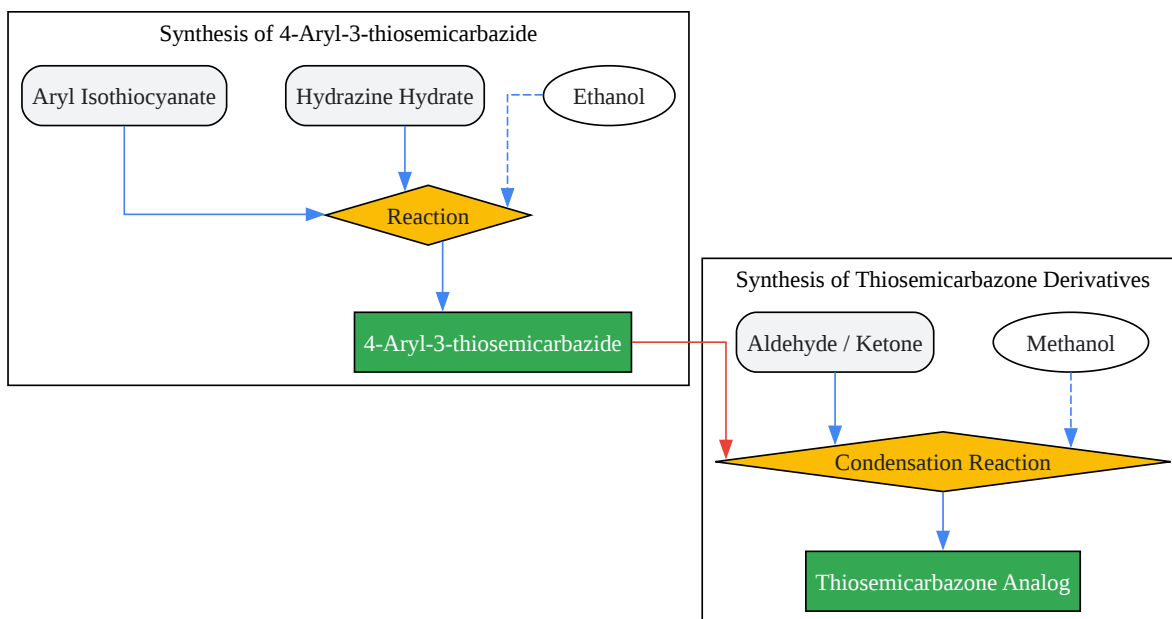 Synthesis of 4-Aryl-3-thiosemicarbazide
Aryl Isothiocyanate
Hydrazine Hydrate
Ethanol
Reaction
4-Aryl-3-thiosemicarbazide
Synthesis of Thiosemicarbazone Derivatives
Aldehyde / Ketone
Methanol
Condensation Reaction
Thiosemicarbazone Analog